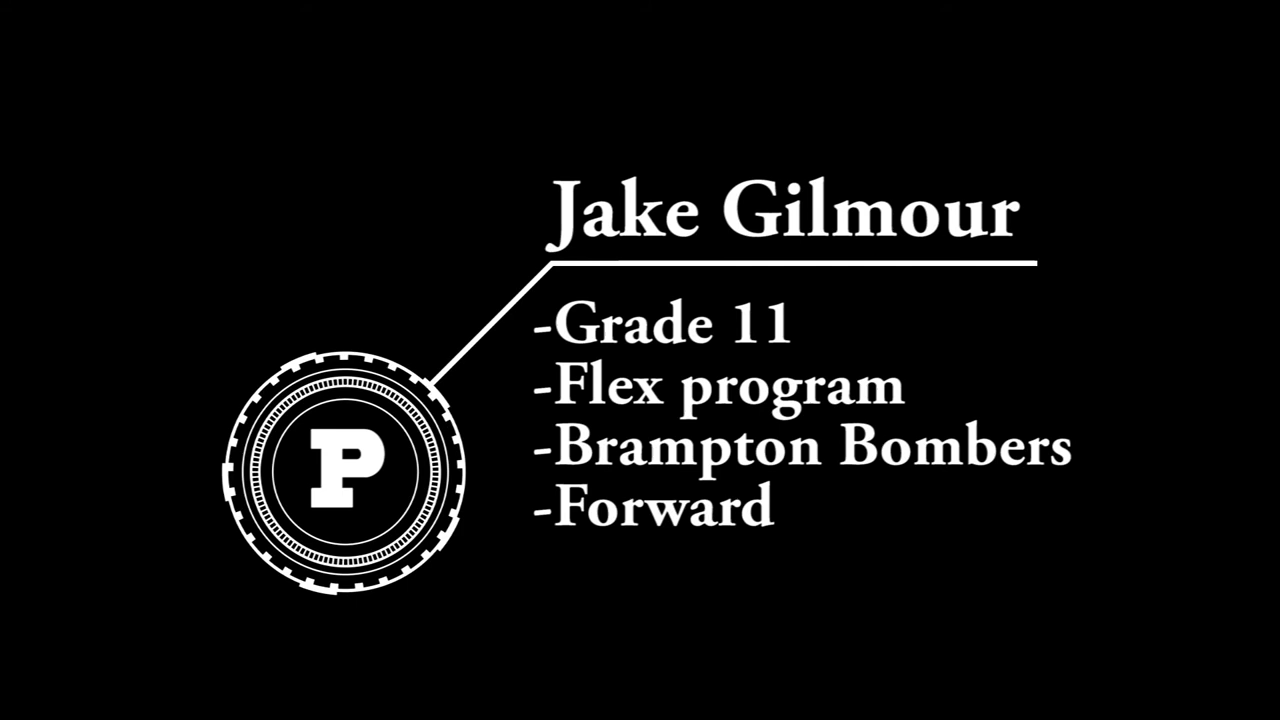 Jake Gilmour
-Grade 11
-Flex program
-Brampton Bombers
-Forward
P